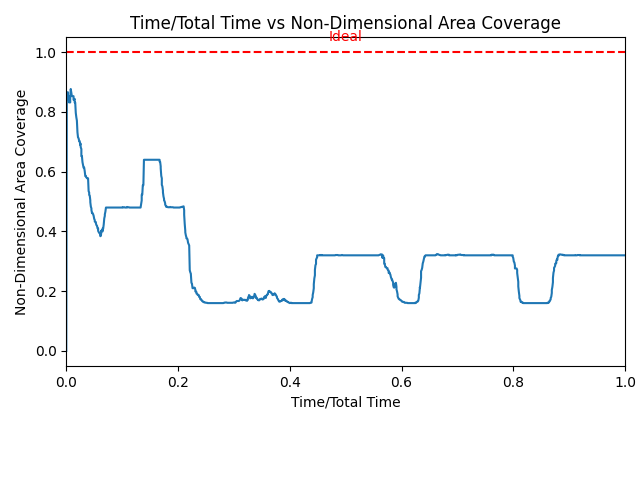 Time/Total Time vs Non-Dimensional Area Coverage
Ideal
1.0
0.8
0.6
0.4
0.2
0.0
Non-Dimensional Area Coverage
0.0 0.2 0.4 0.6 0.8 1.0
Time/Total Time